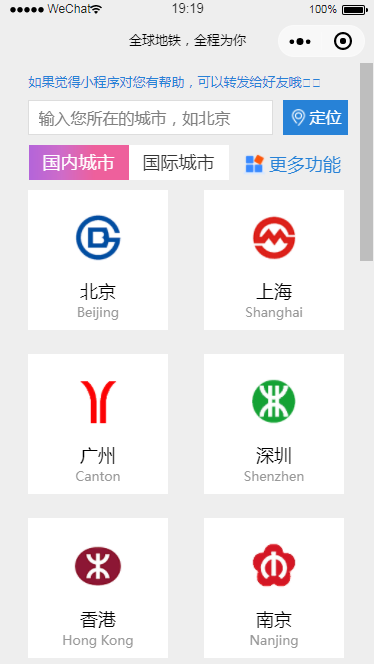 ●●●●● WeChat 19:19 100%
全球地铁，全程为你
如果觉得小程序对您有帮助，可以转发给好友哦□□
输入您所在的城市，如北京 定位
国内城市 国际城市 更多功能
北京 上海
Beijing Shanghai
广州 深圳
Canton Shenzhen
香港 南京
Hong Kong Nanjing